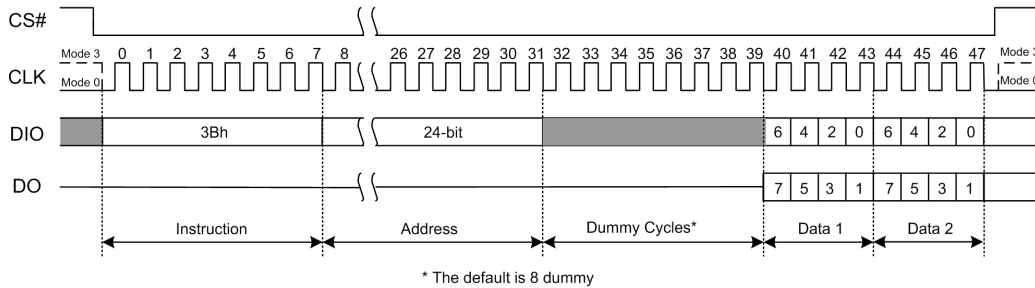 CS#
Mode 3 0 1 2 3 4 5 6 7 8 26 27 28 29 30 31 32 33 34 35 36 37 38 39 40 41 42 43 44 45 46 47 Mode 3
CLK
Mode 0 Mode 0
DIO 3Bh 24-bit 6 4 2 0 6 4 2 0
DO 7 5 3 1 7 5 3 1
Instruction Address Dummy Cycles* Data 1 Data 2
* The default is 8 dummy